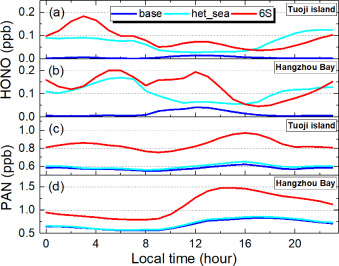 (a) base het_sea 6S Tuoji island
0.2
0.1
0.0
HONO (ppb)
(b) Hangzhou Bay
0.2
0.1
0.0
(c) Tuoji island
1.0
0.8
0.6
PAN (ppb)
(d) Hangzhou Bay
1.5
1.0
0.5
0 4 8 12 16 20
Local time (hour)